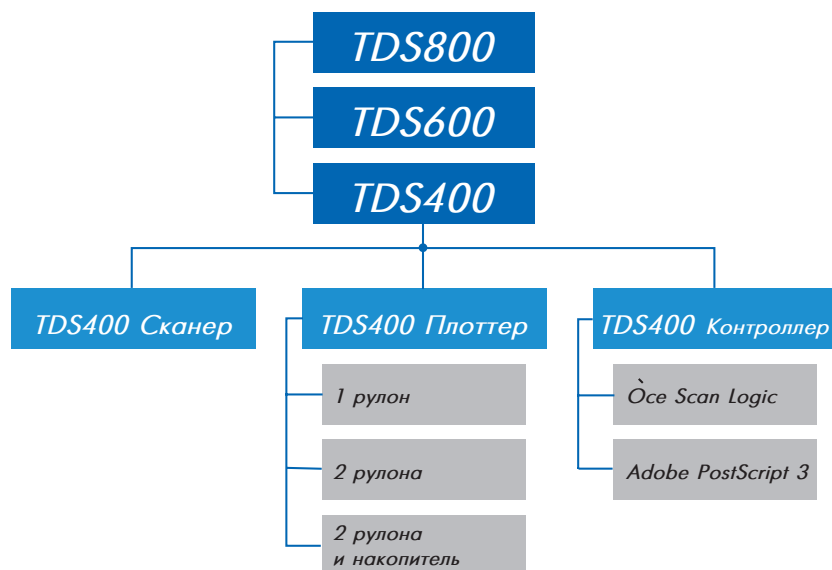 TDS800
TDS600
TDS400
TDS400 Сканер
TDS400 Плоттер
TDS400 Контроллер
1 рулон
Òce Scan Logic
2 рулона
Adobe PostScript 3
2 рулона
и накопитель